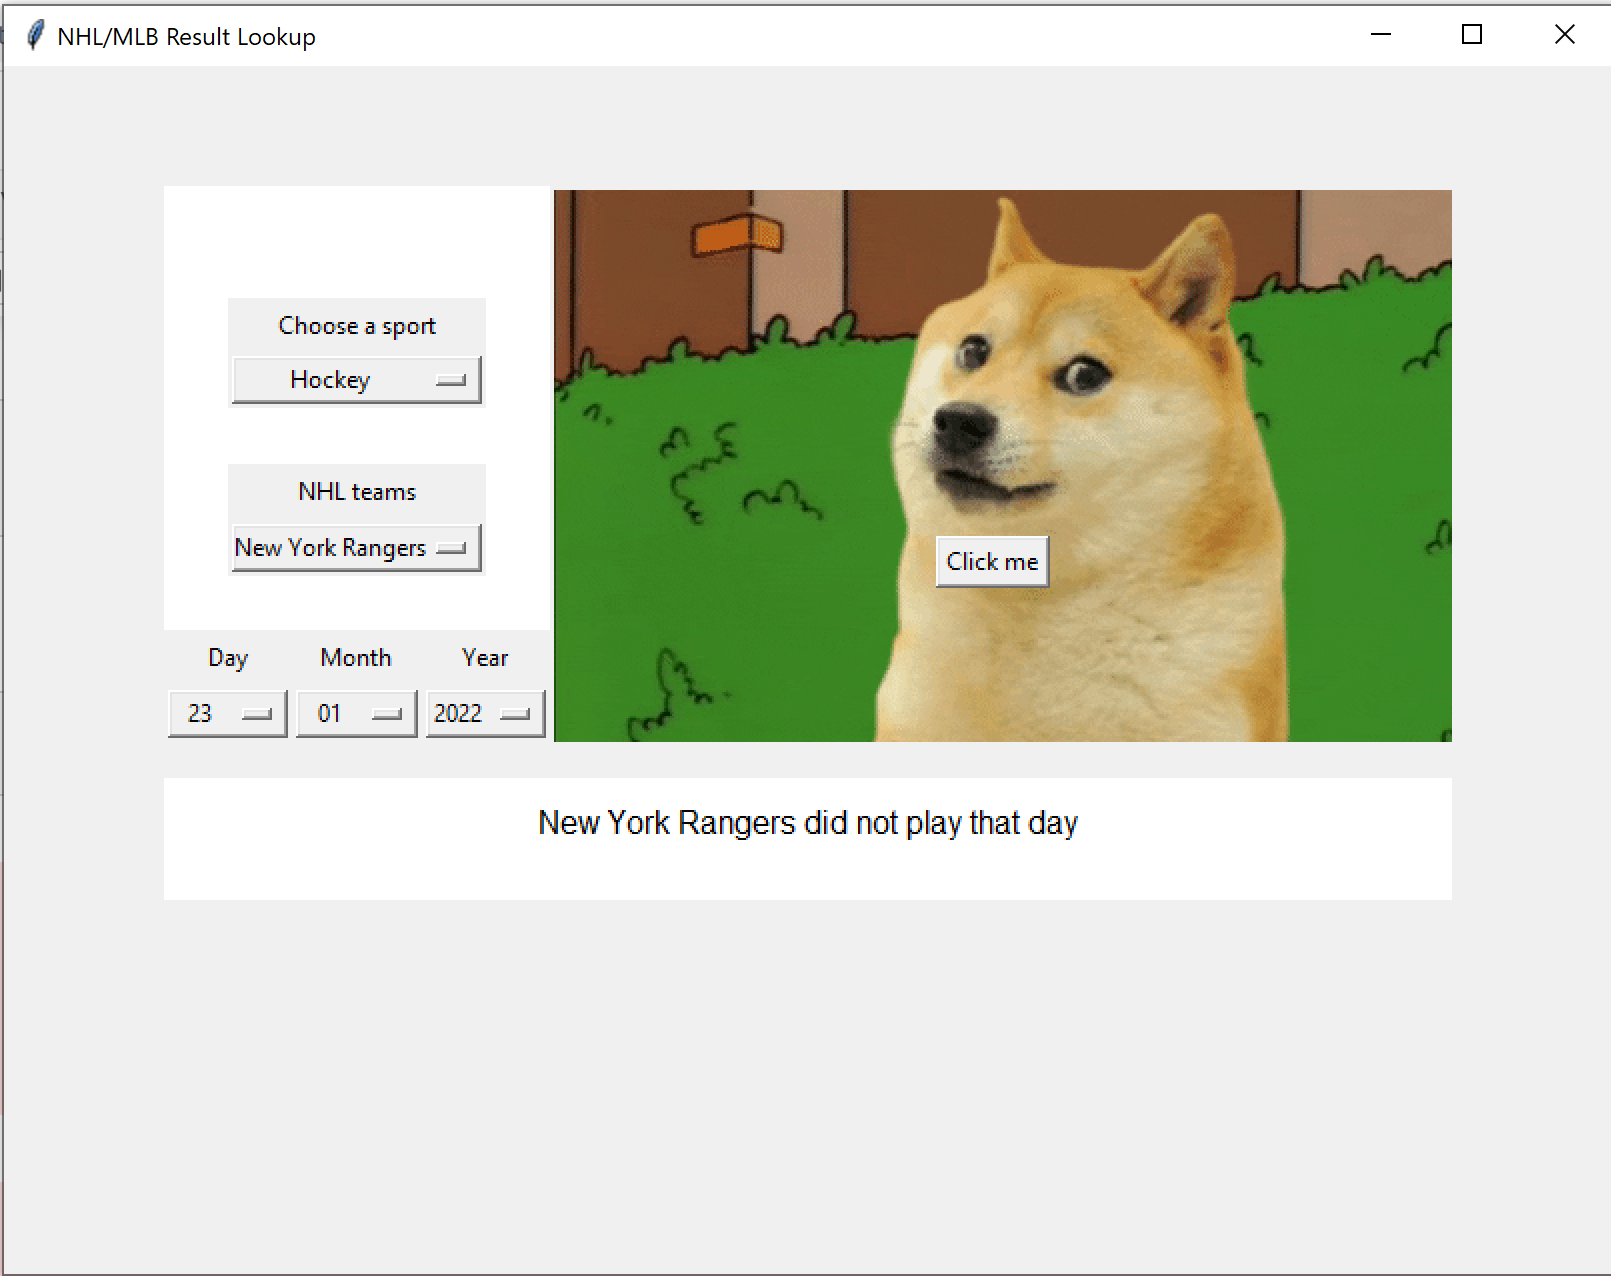 NHL/MLB Result Lookup
Choose a sport
Hockey
NHL teams
New York Rangers
Day Month Year
23 01 2022
Click me
New York Rangers did not play that day